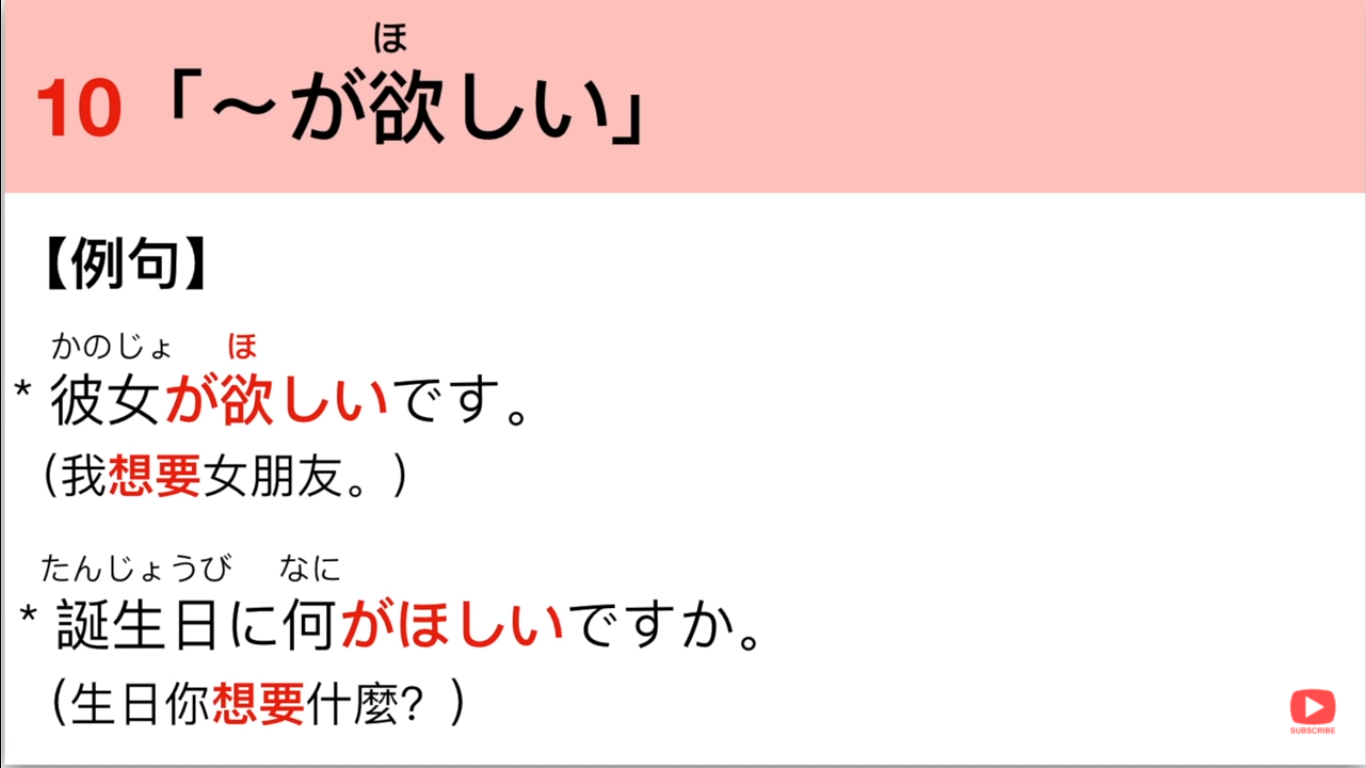 ほ
10「〜が欲しい」
【例句】
かのじょ ほ
* 彼女が欲しいです。
（我想要女朋友。）
たんじょうび なに
* 誕生日に何がほしいですか。
（生日你想要什麼？）
SUBSCRIBE